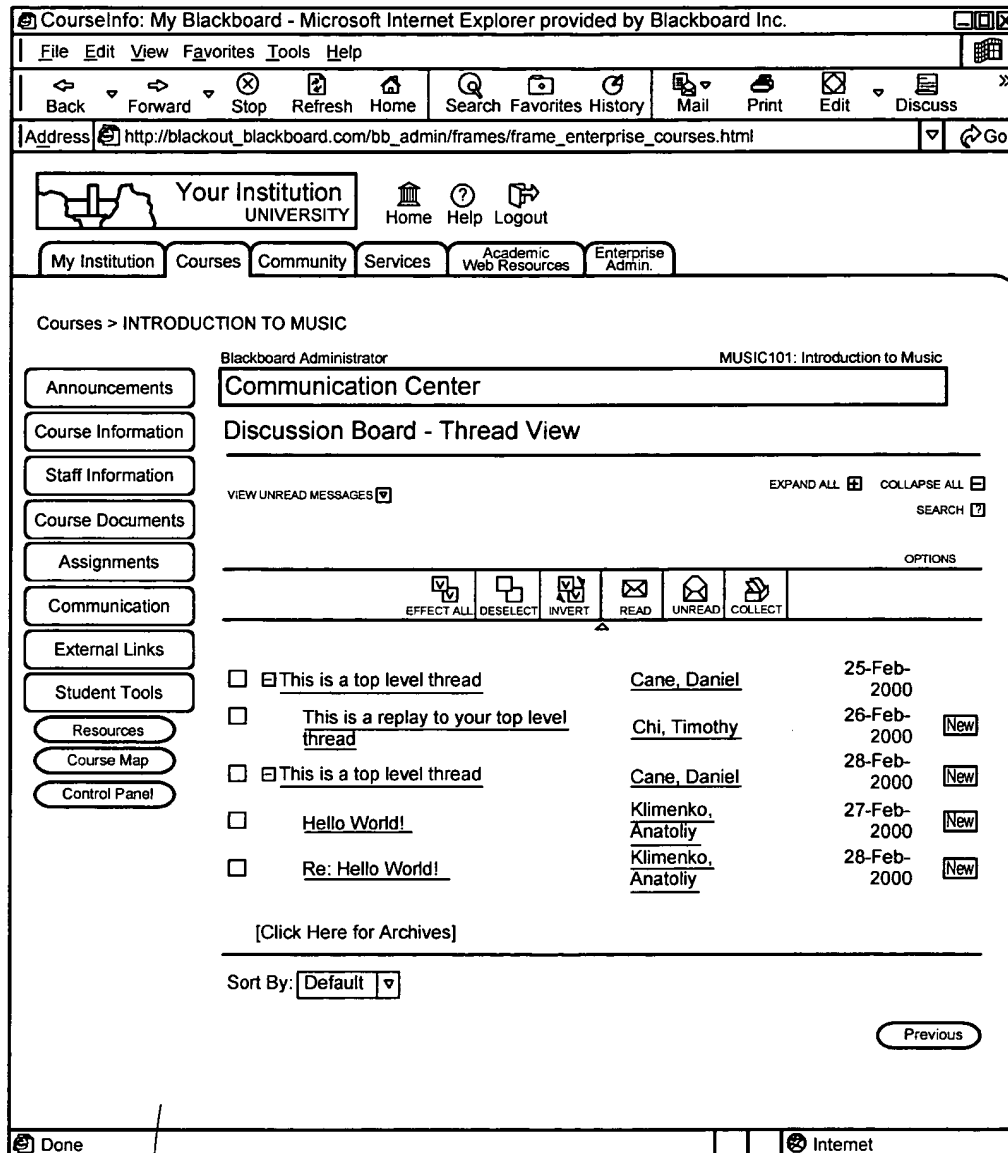 CourseInfo: My Blackboard - Microsoft Internet Explorer provided by Blackboard Inc.
File Edit View Favorites Tools Help
Back Forward Stop Refresh Home Search Favorites History Mail Print Edit Discuss »
Address http://blackout_blackboard.com/bb_admin/frames/frame_enterprise_courses.html Go
Your Institution
UNIVERSITY
Home Help Logout
My Institution Courses Community Services Academic Web Resources Enterprise Admin.
Courses > INTRODUCTION TO MUSIC
Blackboard Administrator MUSIC101: Introduction to Music
Announcements
Course Information
Staff Information
Course Documents
Assignments
Communication
External Links
Student Tools
Resources
Course Map
Control Panel
Communication Center
Discussion Board - Thread View
VIEW UNREAD MESSAGES EXPAND ALL COLLAPSE ALL
SEARCH ?
OPTIONS
EFFECT ALL DESELECT INVERT READ UNREAD COLLECT
This is a top level thread Cane, Daniel 25-Feb-
2000
This is a replay to your top level Chi, Timothy 26-Feb-
thread 2000 New
This is a top level thread Cane, Daniel 28-Feb-
2000 New
Hello World! Klimenko, 27-Feb-
Anatoliy 2000 New
Re: Hello World! Klimenko, 28-Feb-
Anatoliy 2000 New
[Click Here for Archives]
Sort By: Default
Previous
Done Internet